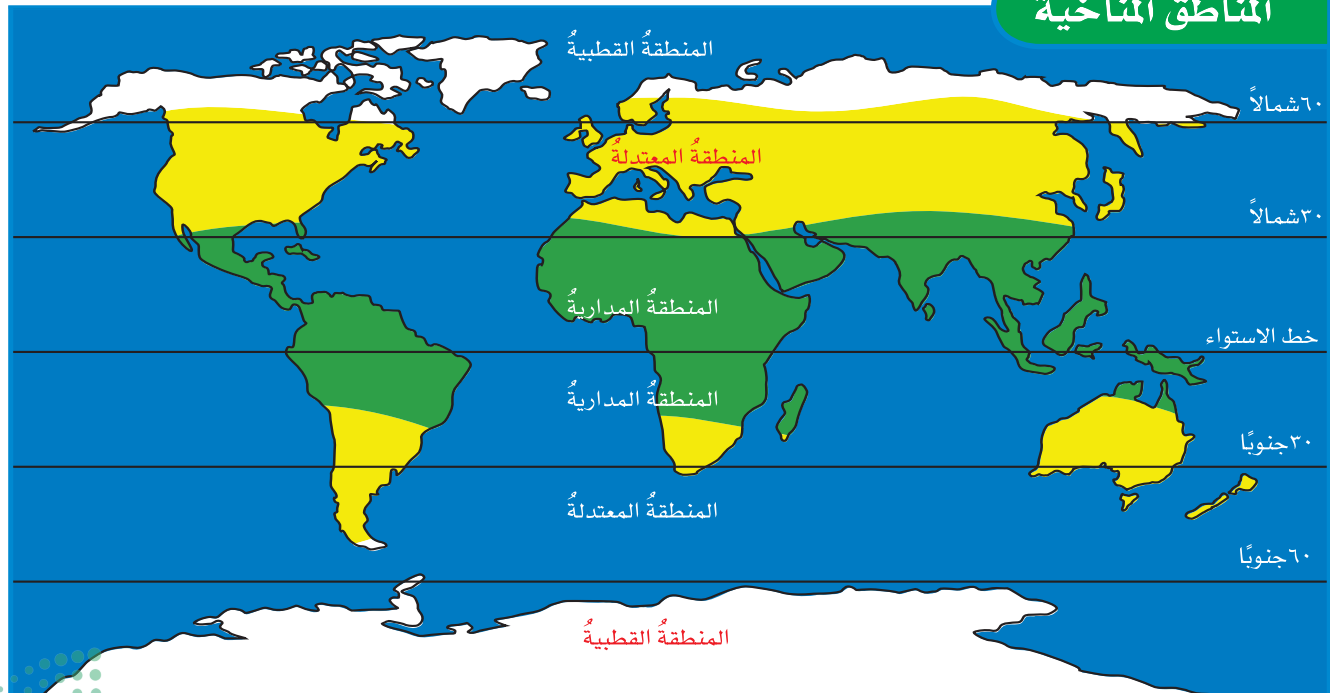 المناطق المناخية
المنطقةُ القطبيةُ
٦٠شمالاً
المنطقةُ المعتدلةُ
٣٠شمالاً
المنطقةُ المداريةُ
خط الاستواء
المنطقةُ المداريةُ
٣٠جنوبًا
المنطقةُ المعتدلةُ
٦٠جنوبًا
المنطقةُ القطبيةُ